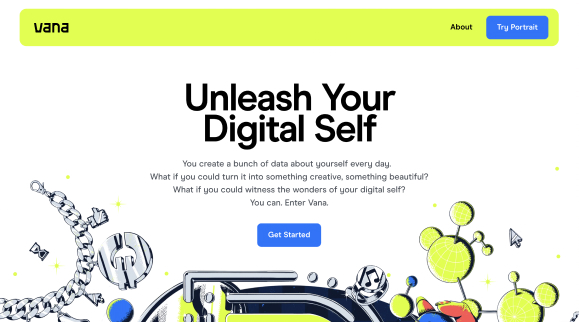 vana
About
Try Portrait
Unleash Your
Digital Self
You create a bunch of data about yourself every day.
What if you could turn it into something creative, something beautiful?
What if you could witness the wonders of your digital self?
You can. Enter Vana.
Get Started